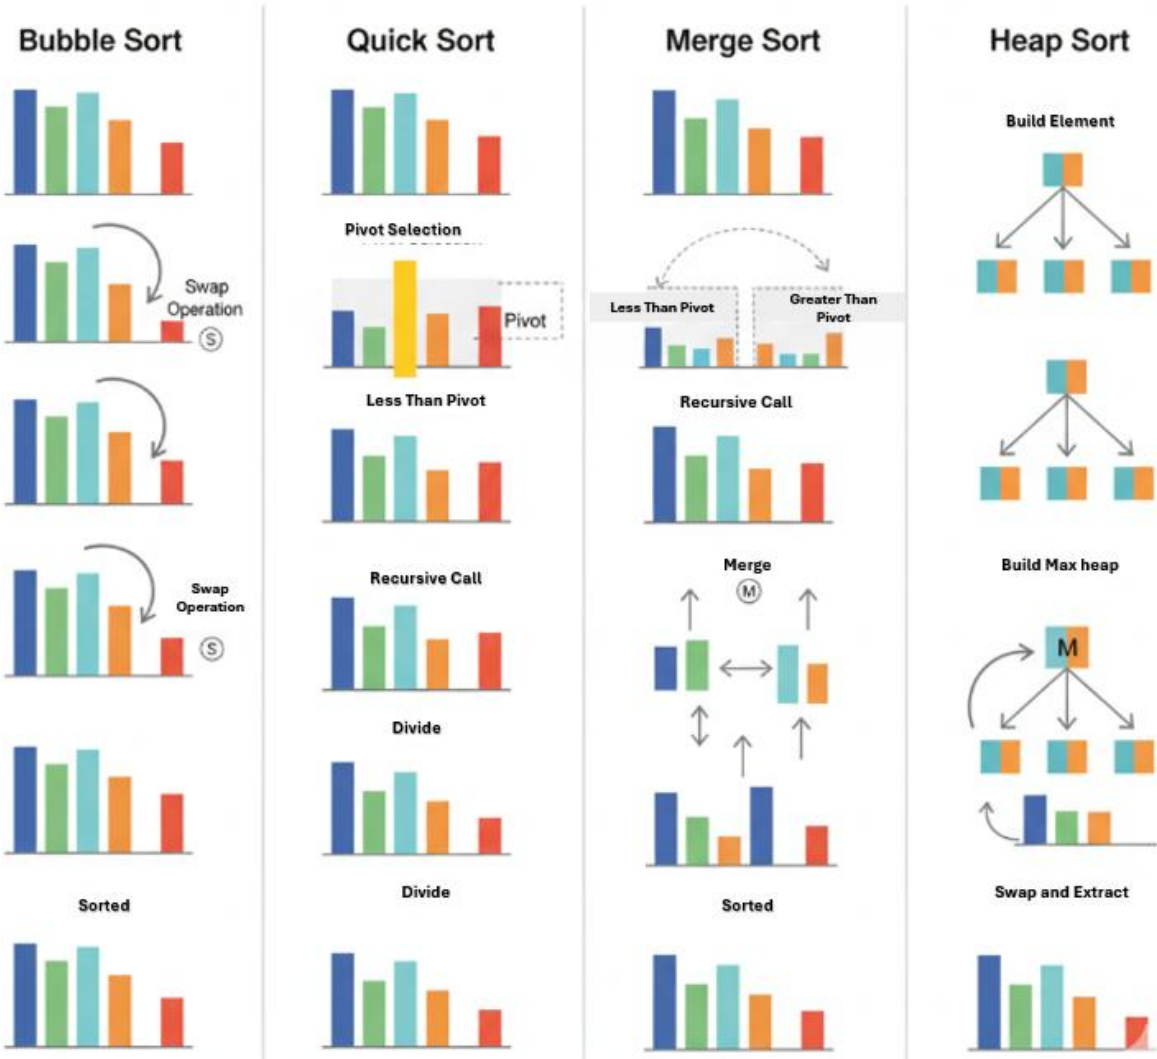 Bubble Sort
Swap
Operation
S
Swap
Operation
S
Sorted
Quick Sort
Pivot Selection
Pivot
Less Than Pivot
Recursive Call
Divide
Divide
Merge Sort
Less Than Pivot
Greater Than
Pivot
Recursive Call
Merge
M
Sorted
Heap Sort
Build Element
Build Max heap
M
Swap and Extract